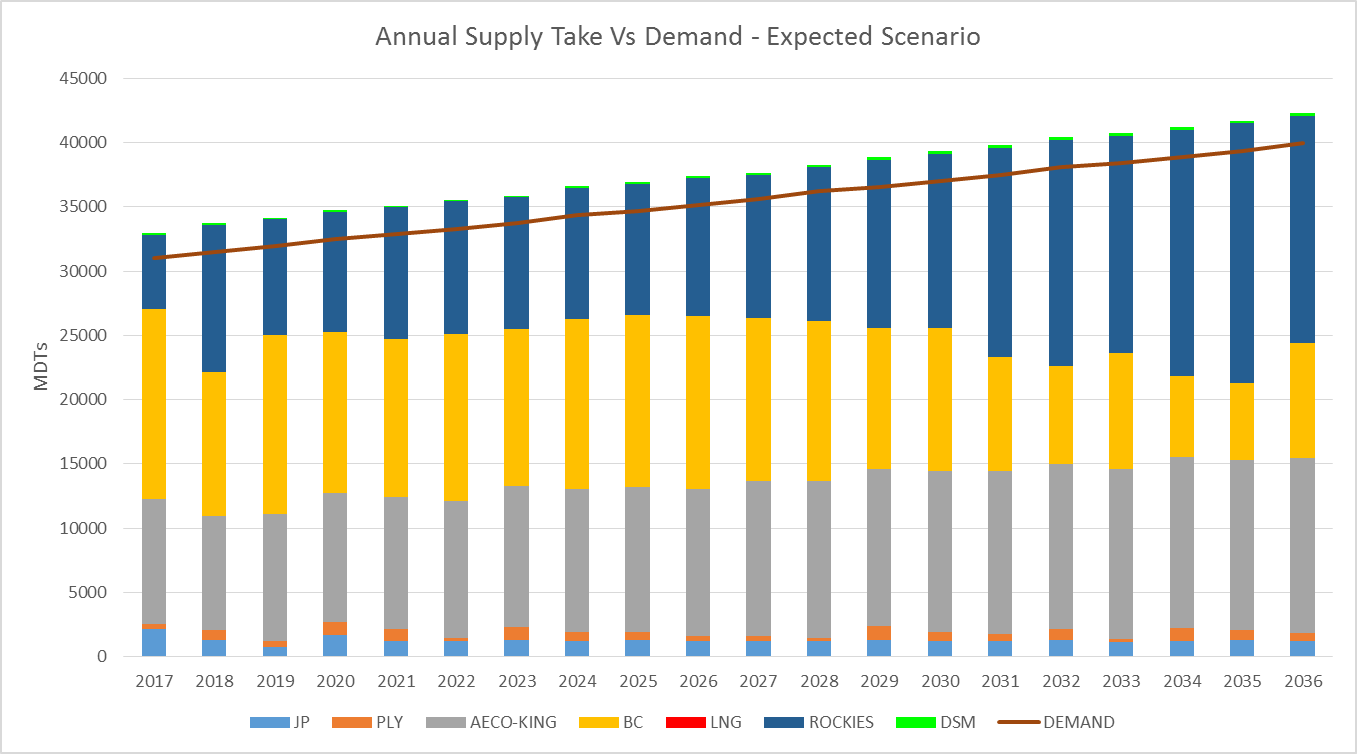 Annual Supply Take Vs Demand - Expected Scenario
45000
40000
35000
30000
25000
20000
15000
10000
5000
0
MDTs
2017 2018 2019 2020 2021 2022 2023 2024 2025 2026 2027 2028 2029 2030 2031 2032 2033 2034 2035 2036
JP PLY AECO-KING BC LNG ROCKIES DSM DEMAND